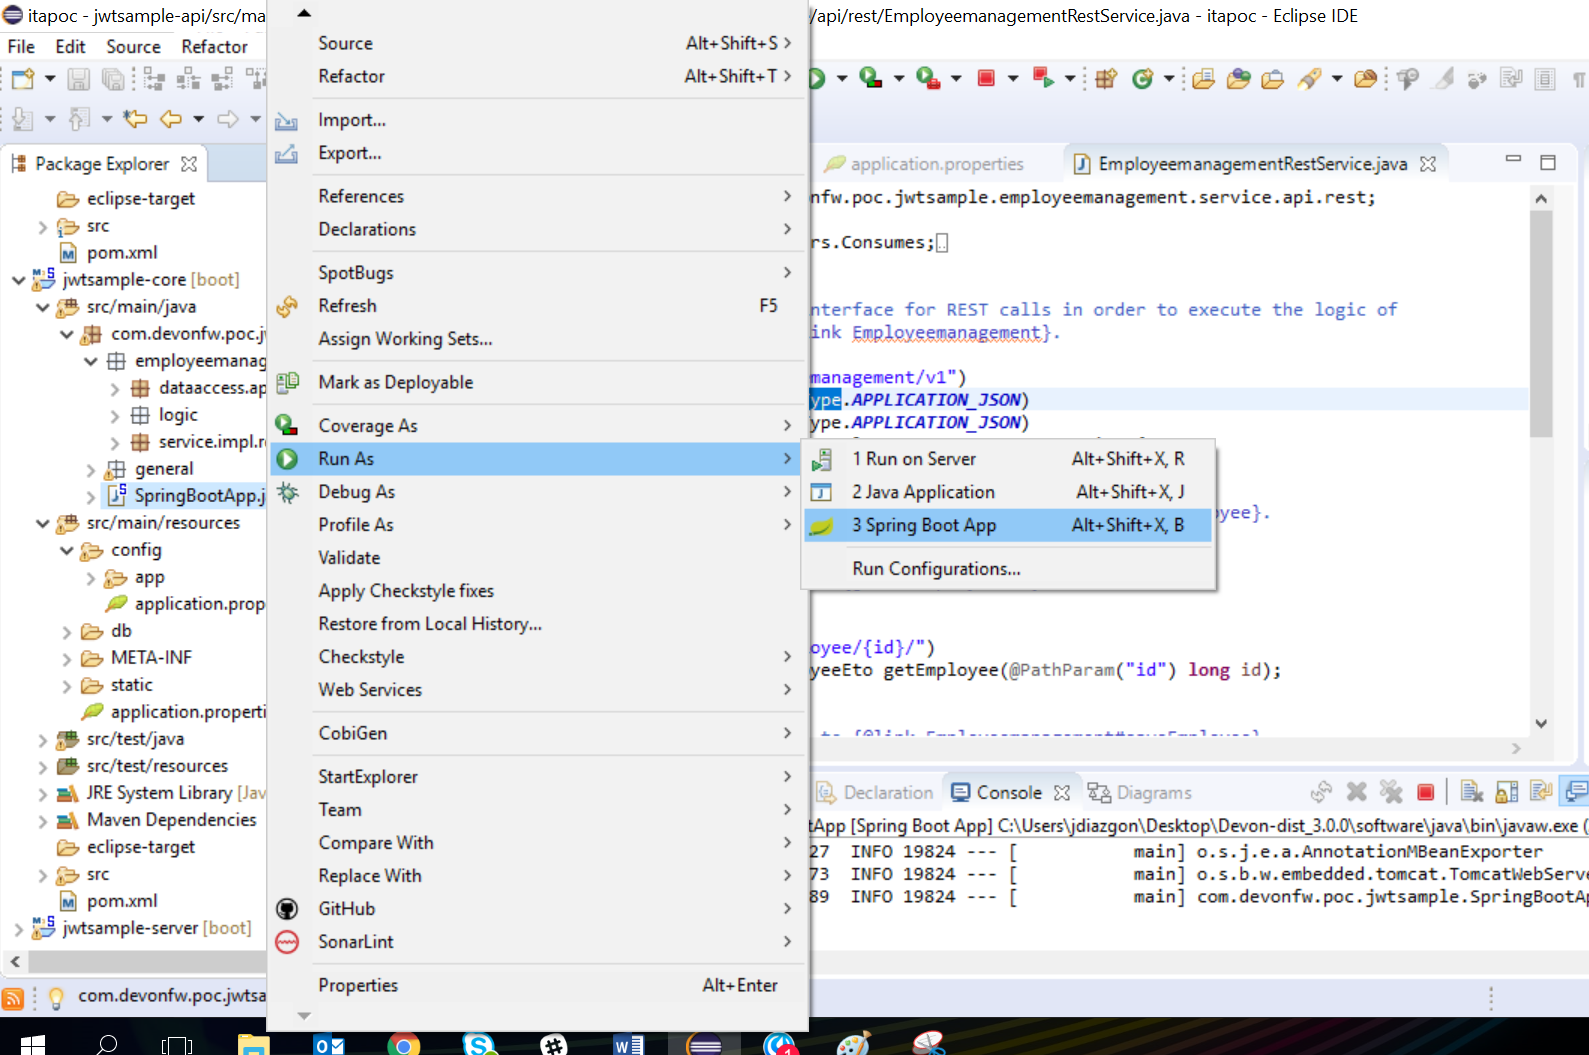 itapoc - jwtsample-api/src/ma
/api/rest/EmployeemanagementRestService.java - itapoc - Eclipse IDE
File Edit Source Refactor
Package Explorer
eclipse-target
src
pom.xml
jwtsample-core [boot]
src/main/java
com.devonfw.poc.j
employeemanag
dataaccess.ap
logic
service.impl.r
general
SpringBootApp.j
src/main/resources
config
app
application.prop
db
META-INF
static
application.properti
src/test/java
src/test/resources
JRE System Library [Jav
Maven Dependencies
eclipse-target
src
pom.xml
jwtsample-server [boot]
com.devonfw.poc.jwtsa
Source Alt+Shift+S
Refactor Alt+Shift+T
Import...
Export...
References
Declarations
SpotBugs
Refresh F5
Assign Working Sets...
Mark as Deployable
Coverage As
Run As
Debug As
Profile As
Validate
Apply Checkstyle fixes
Restore from Local History...
Checkstyle
Web Services
CobiGen
StartExplorer
Team
Compare With
Replace With
GitHub
SonarLint
Properties Alt+Enter
1 Run on Server Alt+Shift+X, R
2 Java Application Alt+Shift+X, J
3 Spring Boot App Alt+Shift+X, B
Run Configurations...
application.properties
EmployeemanagementRestService.java
nfw.poc.jwtsample.employeemanagement.service.api.rest;
rs.Consumes;
nterface for REST calls in order to execute the logic of
ink Employeemanagement}.
management/v1")
ype.APPLICATION_JSON)
ype.APPLICATION_JSON)
yee}.
oyee/{id}/")
yeeEto getEmployee(@PathParam("id") long id);
to {@link Employeemanagement#saveEmployee}
Declaration Console Diagrams
tApp [Spring Boot App] C:\Users\jdiazgon\Desktop\Devon-dist_3.0.0\software\java\bin\javaw.exe (
27 INFO 19824 --- [ main] o.s.j.e.a.AnnotationMBeanExporter
73 INFO 19824 --- [ main] o.s.b.w.embedded.tomcat.TomcatWebServe
89 INFO 19824 --- [ main] com.devonfw.poc.jwtsample.SpringBootAp